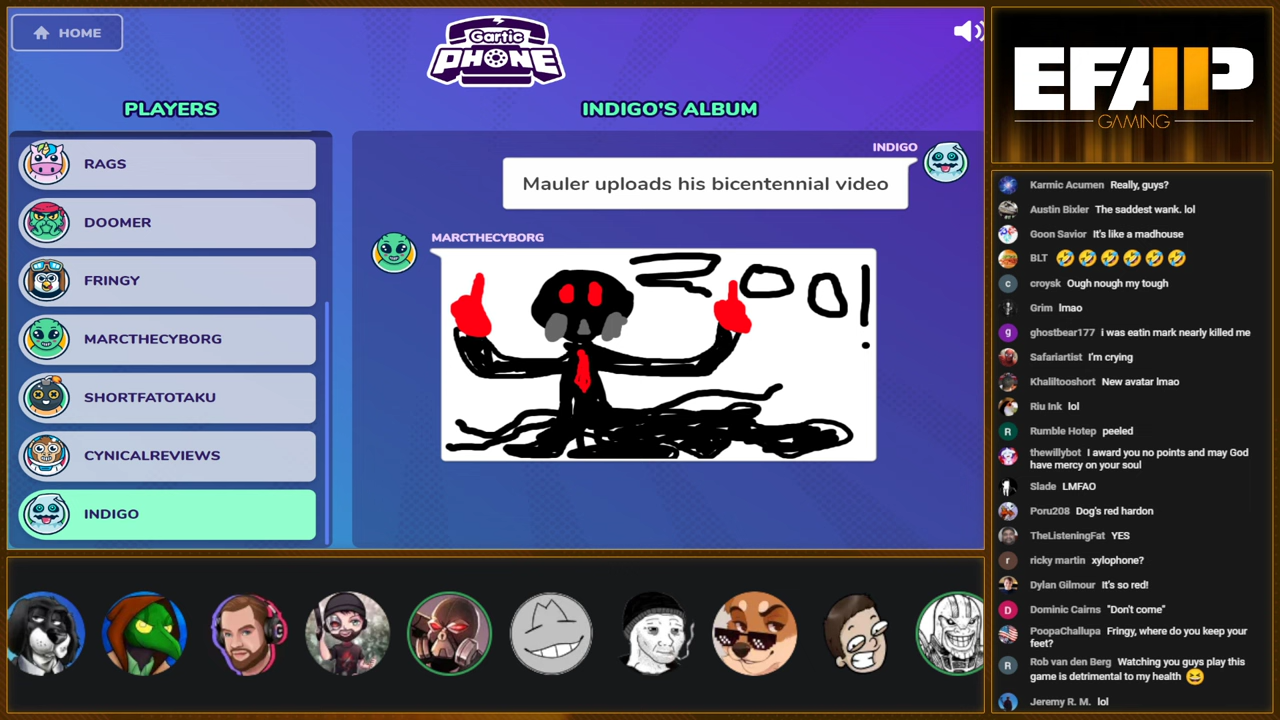 HOME
Gartic
PHONE
PLAYERS
INDIGO'S ALBUM
RAGS
DOOMER
FRINGY
MARCTHECYBORG
SHORTFATOTAKU
CYNICALREVIEWS
INDIGO
INDIGO
Mauler uploads his bicentennial video
MARCTHECYBORG
200!
EFAP
GAMING
Karmic Acumen Really, guys?
Austin Bixler The saddest wank. lol
Goon Savior It's like a madhouse
BLT 🤣🤣🤣🤣🤣🤣
c croysk Ough nough my tough
Grim lmao
g ghostbear177 i was eatin mark nearly killed me
Safariartist I'm crying
Khaliltooshort New avatar lmao
Riu Ink lol
R Rumble Hotep peeled
thewillybot I award you no points and may God
have mercy on your soul
Slade LMFAO
Poru208 Dog's red hardon
TheListeningFat YES
r ricky martin xylophone?
Dylan Gilmour It's so red!
D Dominic Cairns "Don't come"
PoopaChallupa Fringy, where do you keep your
feet?
R Rob van den Berg Watching you guys play this
game is detrimental to my health 😆
Jeremy R. M. lol